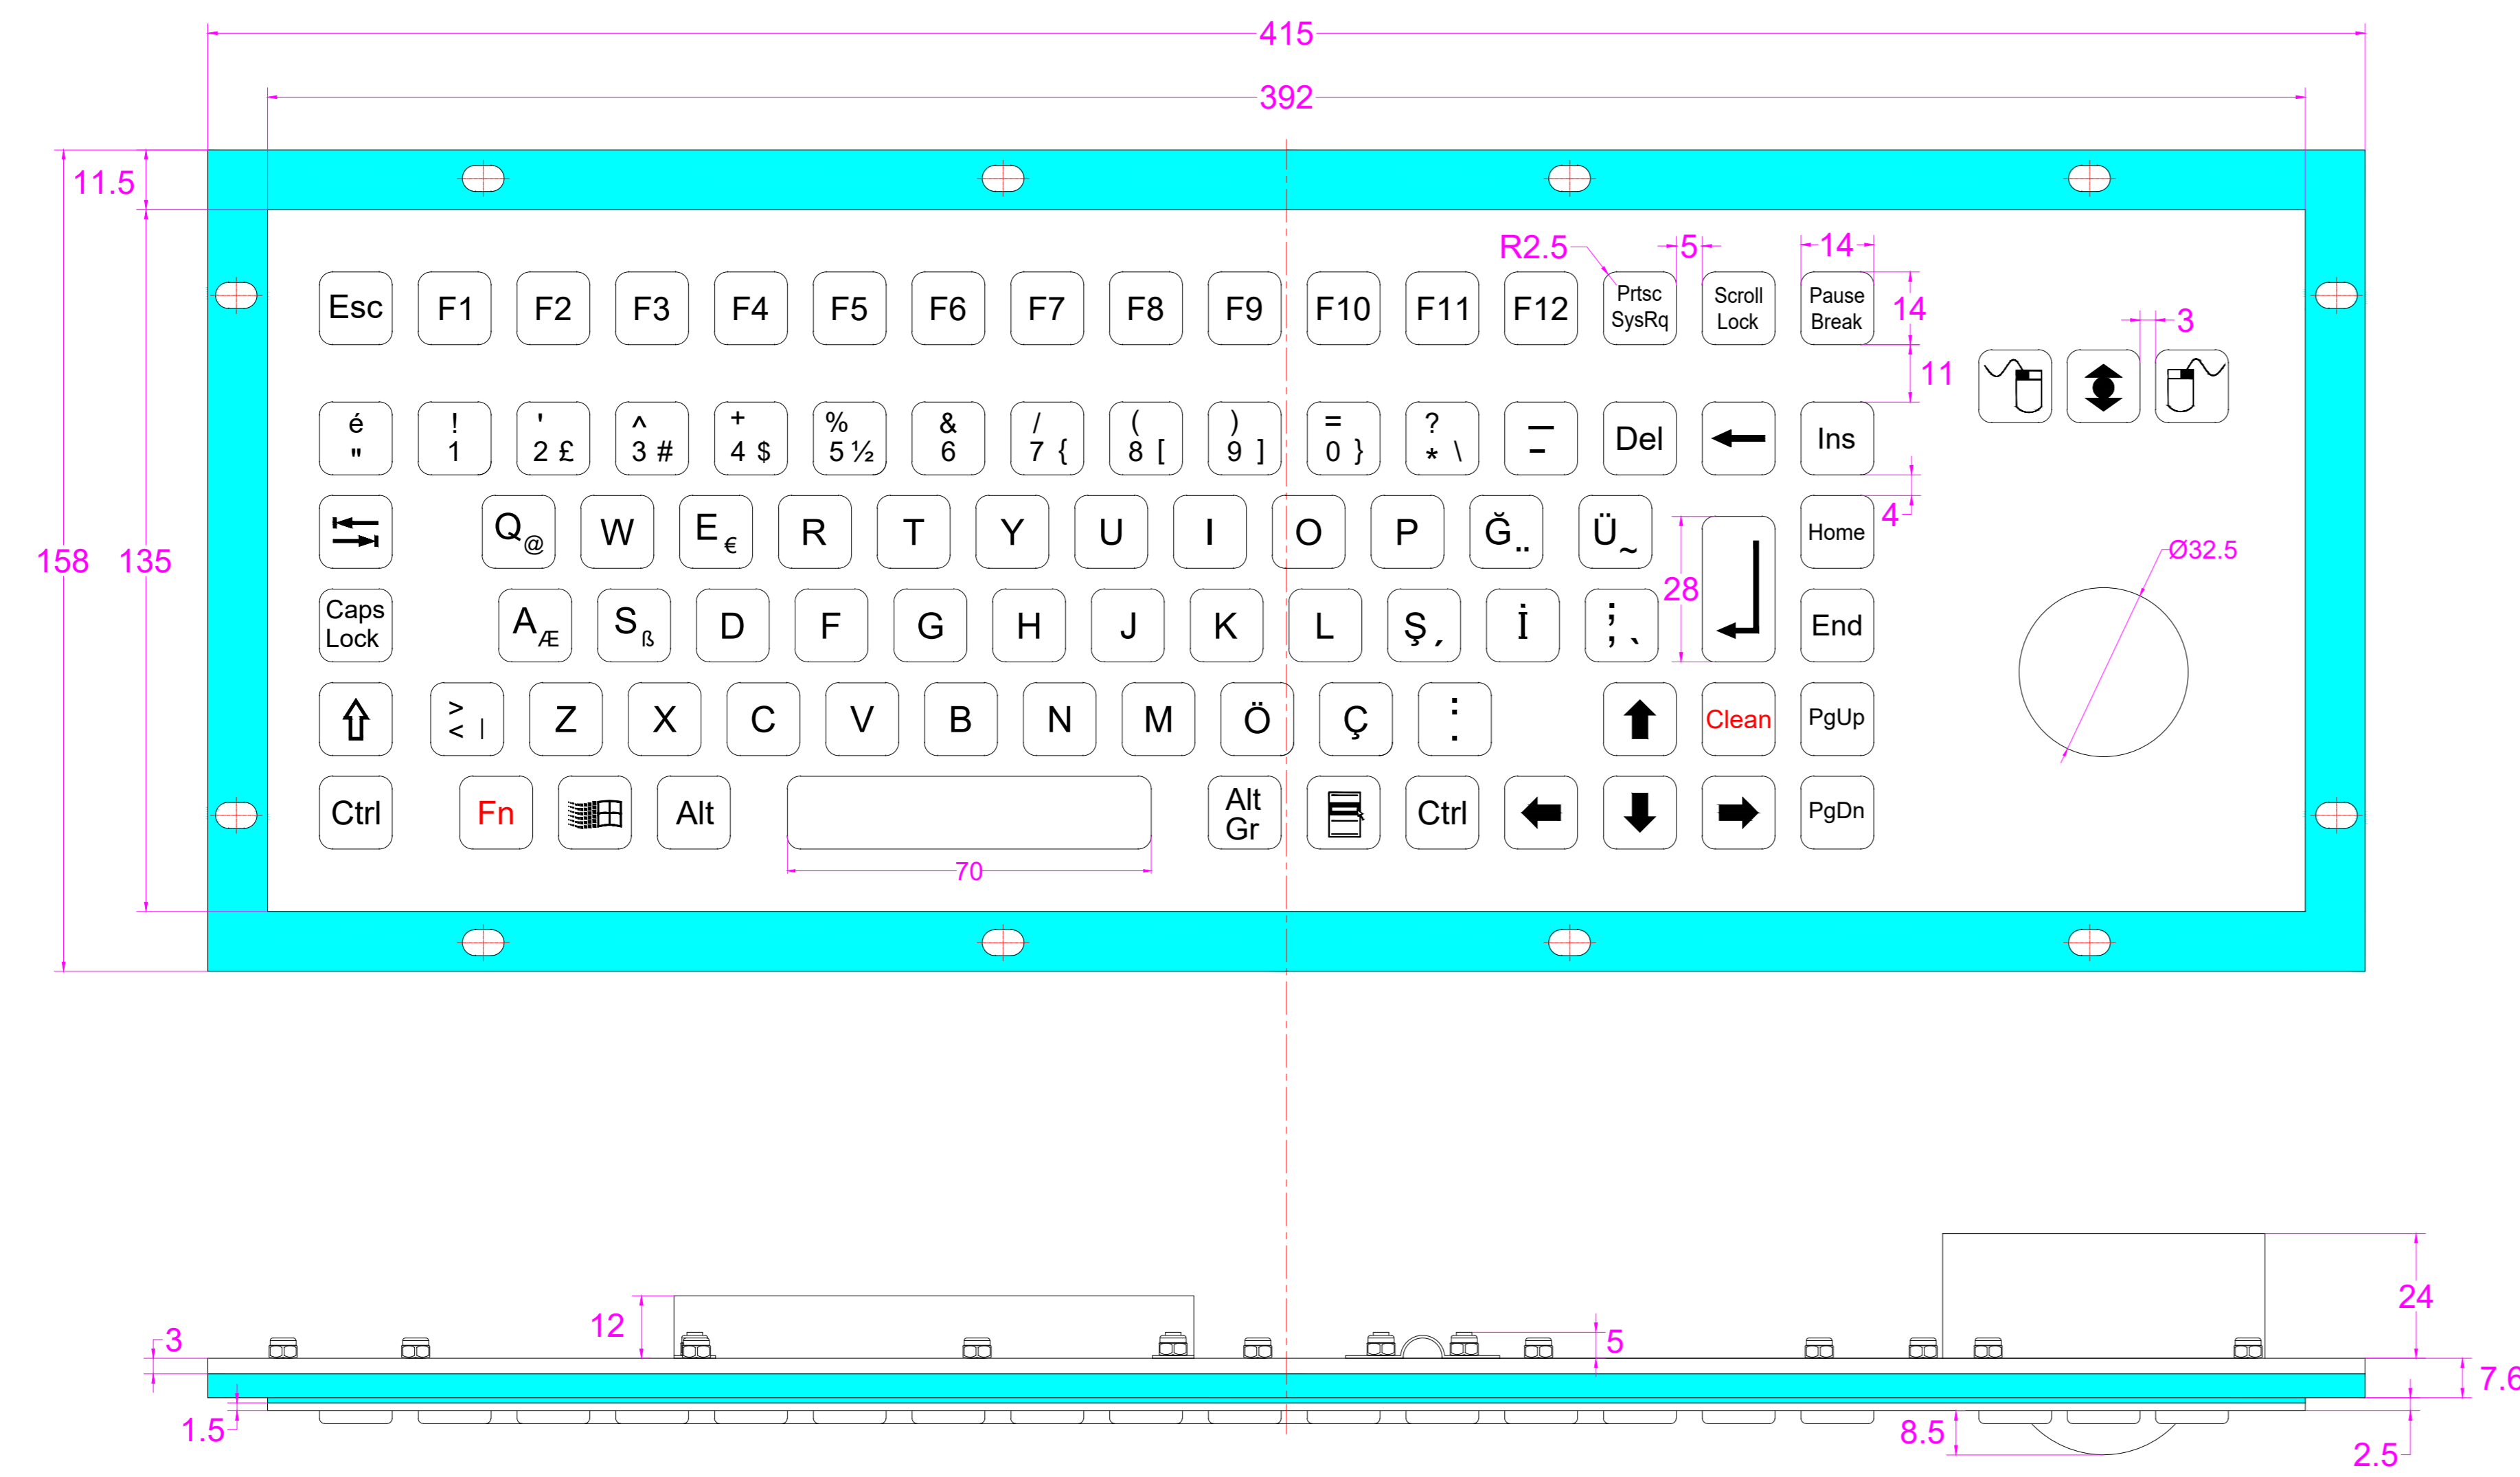 415
392
11.5
R2.5 5 14
Esc F1 F2 F3 F4 F5 F6 F7 F8 F9 F10 F11 F12 Prtsc SysRq Scroll Lock Pause Break 14
3
11
é ! ' ^ + % & / ( ) = ? _
" 1 2 £ 3 # 4 $ 5 ½ 6 7 { 8 [ 9 ] 0 } * \ - Del Ins
4
Q @ W E € R T Y U I O P Ğ ¨ Ü ~ Home
158 135 Ø32.5
28
Caps Lock A Æ S ß D F G H J K L Ş ´ İ ; , ` End
> < | Z X C V B N M Ö Ç : . Clean PgUp
Ctrl Fn Alt Alt Gr Ctrl PgDn
70
24
12
3 5
7.6
1.5 8.5
2.5